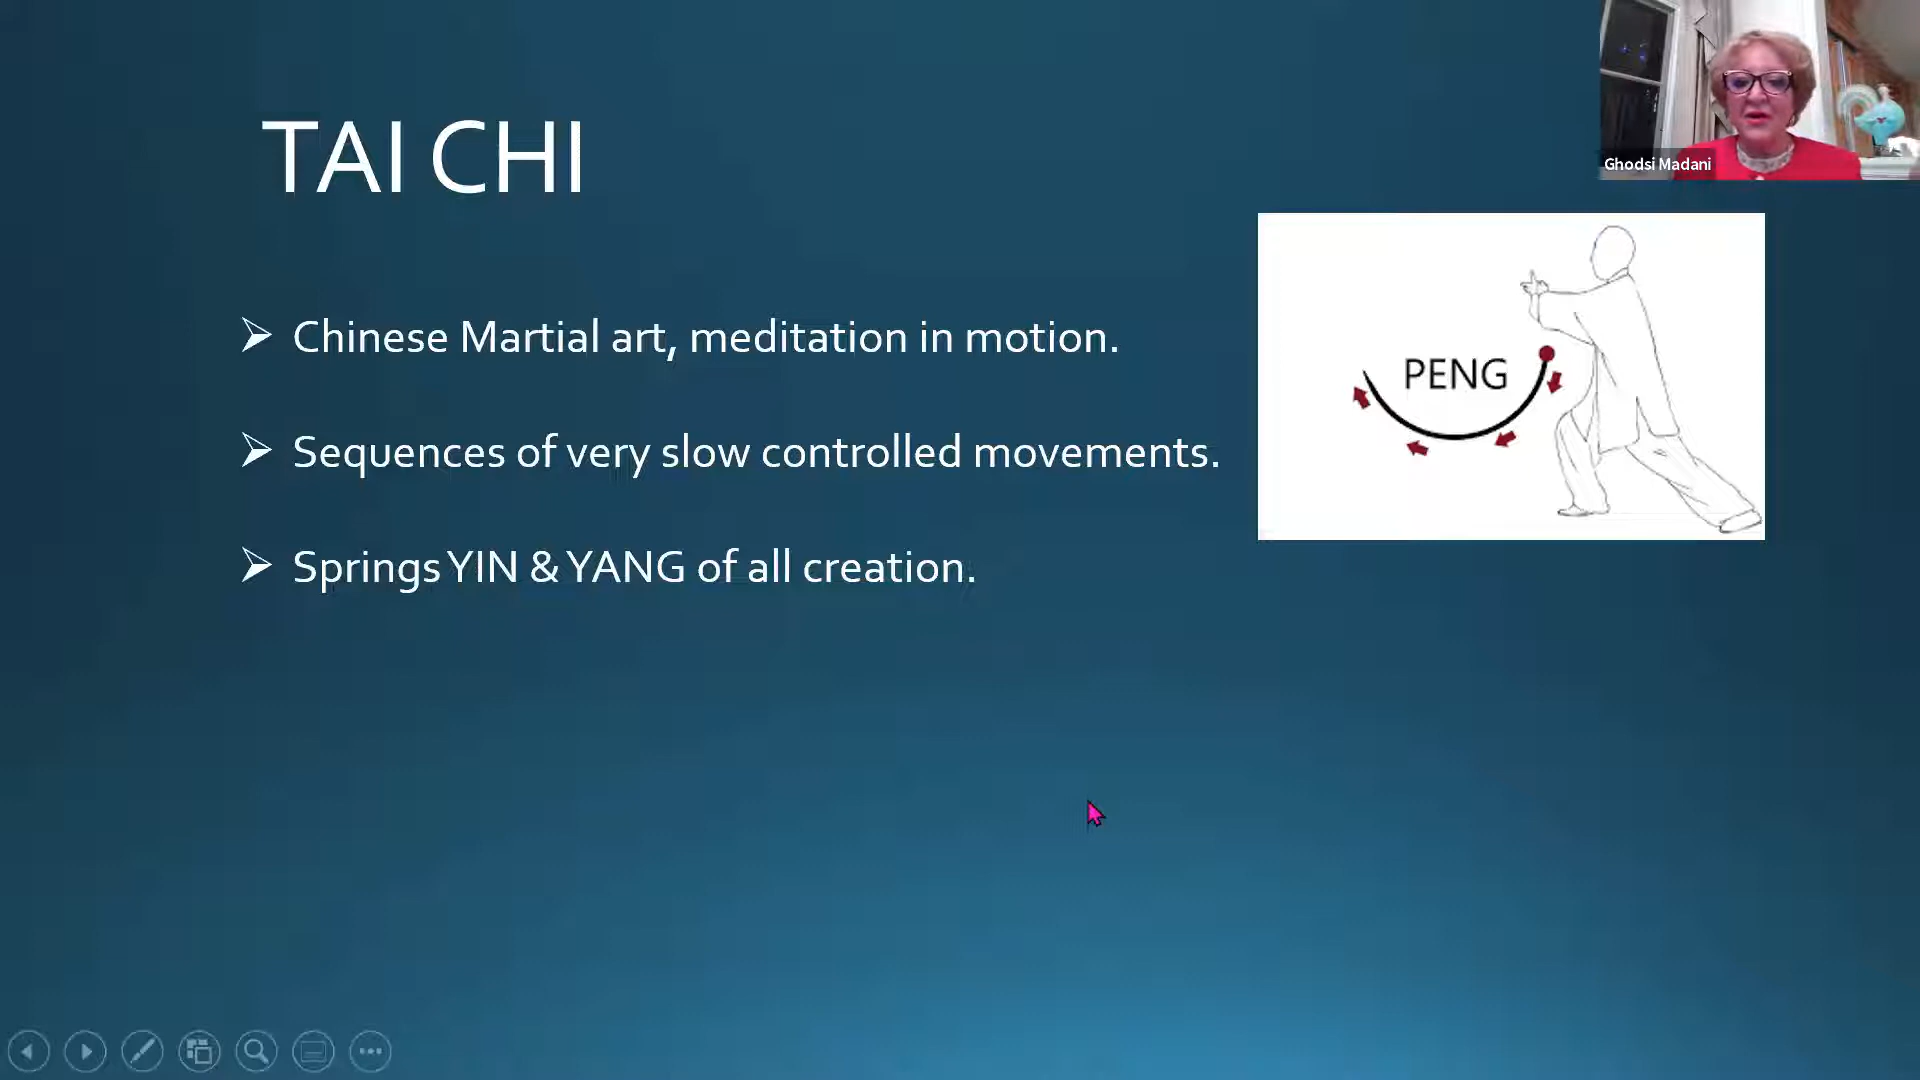 TAI CHI
Ghodsi Madani
Chinese Martial art, meditation in motion.
PENG
Sequences of very slow controlled movements.
Springs YIN & YANG of all creation.